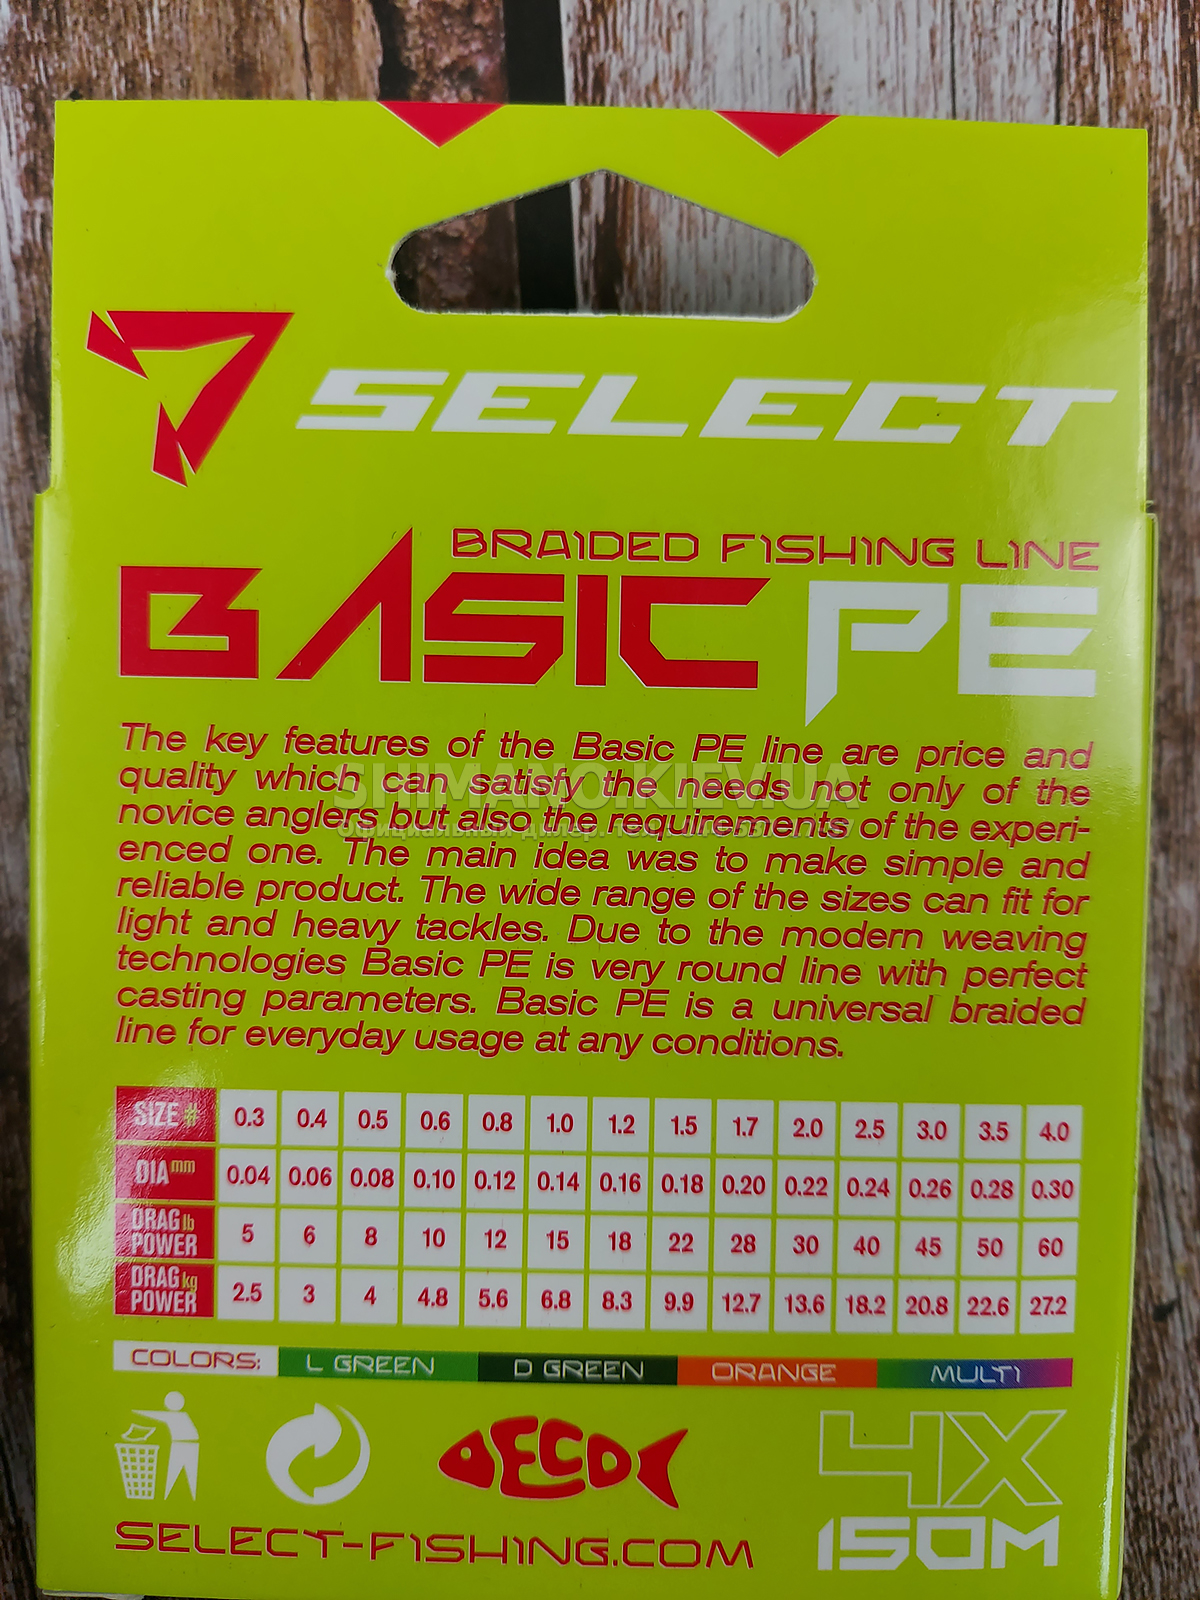 SELECT
BRAIDED FISHING LINE
BASIC PE
The key features of the Basic PE line are price and
quality which can satisfy the needs not only of the
novice anglers but also the requirements of the experi-
enced one. The main idea was to make simple and
reliable product. The wide range of the sizes can fit for
light and heavy tackles. Due to the modern weaving
technologies Basic PE is very round line with perfect
casting parameters. Basic PE is a universal braided
line for everyday usage at any conditions.
SHIMANO.KIEV.UA
Официальный дилер.
SIZE # 0.3 0.4 0.5 0.6 0.8 1.0 1.2 1.5 1.7 2.0 2.5 3.0 3.5 4.0
DIA mm 0.04 0.06 0.08 0.10 0.12 0.14 0.16 0.18 0.20 0.22 0.24 0.26 0.28 0.30
DRAG lb POWER 5 6 8 10 12 15 18 22 28 30 40 45 50 60
DRAG kg POWER 2.5 3 4 4.8 5.6 6.8 8.3 9.9 12.7 13.6 18.2 20.8 22.6 27.2
COLORS: L GREEN D GREEN ORANGE MULTI
ECO
4X
150M
SELECT-FISHING.COM